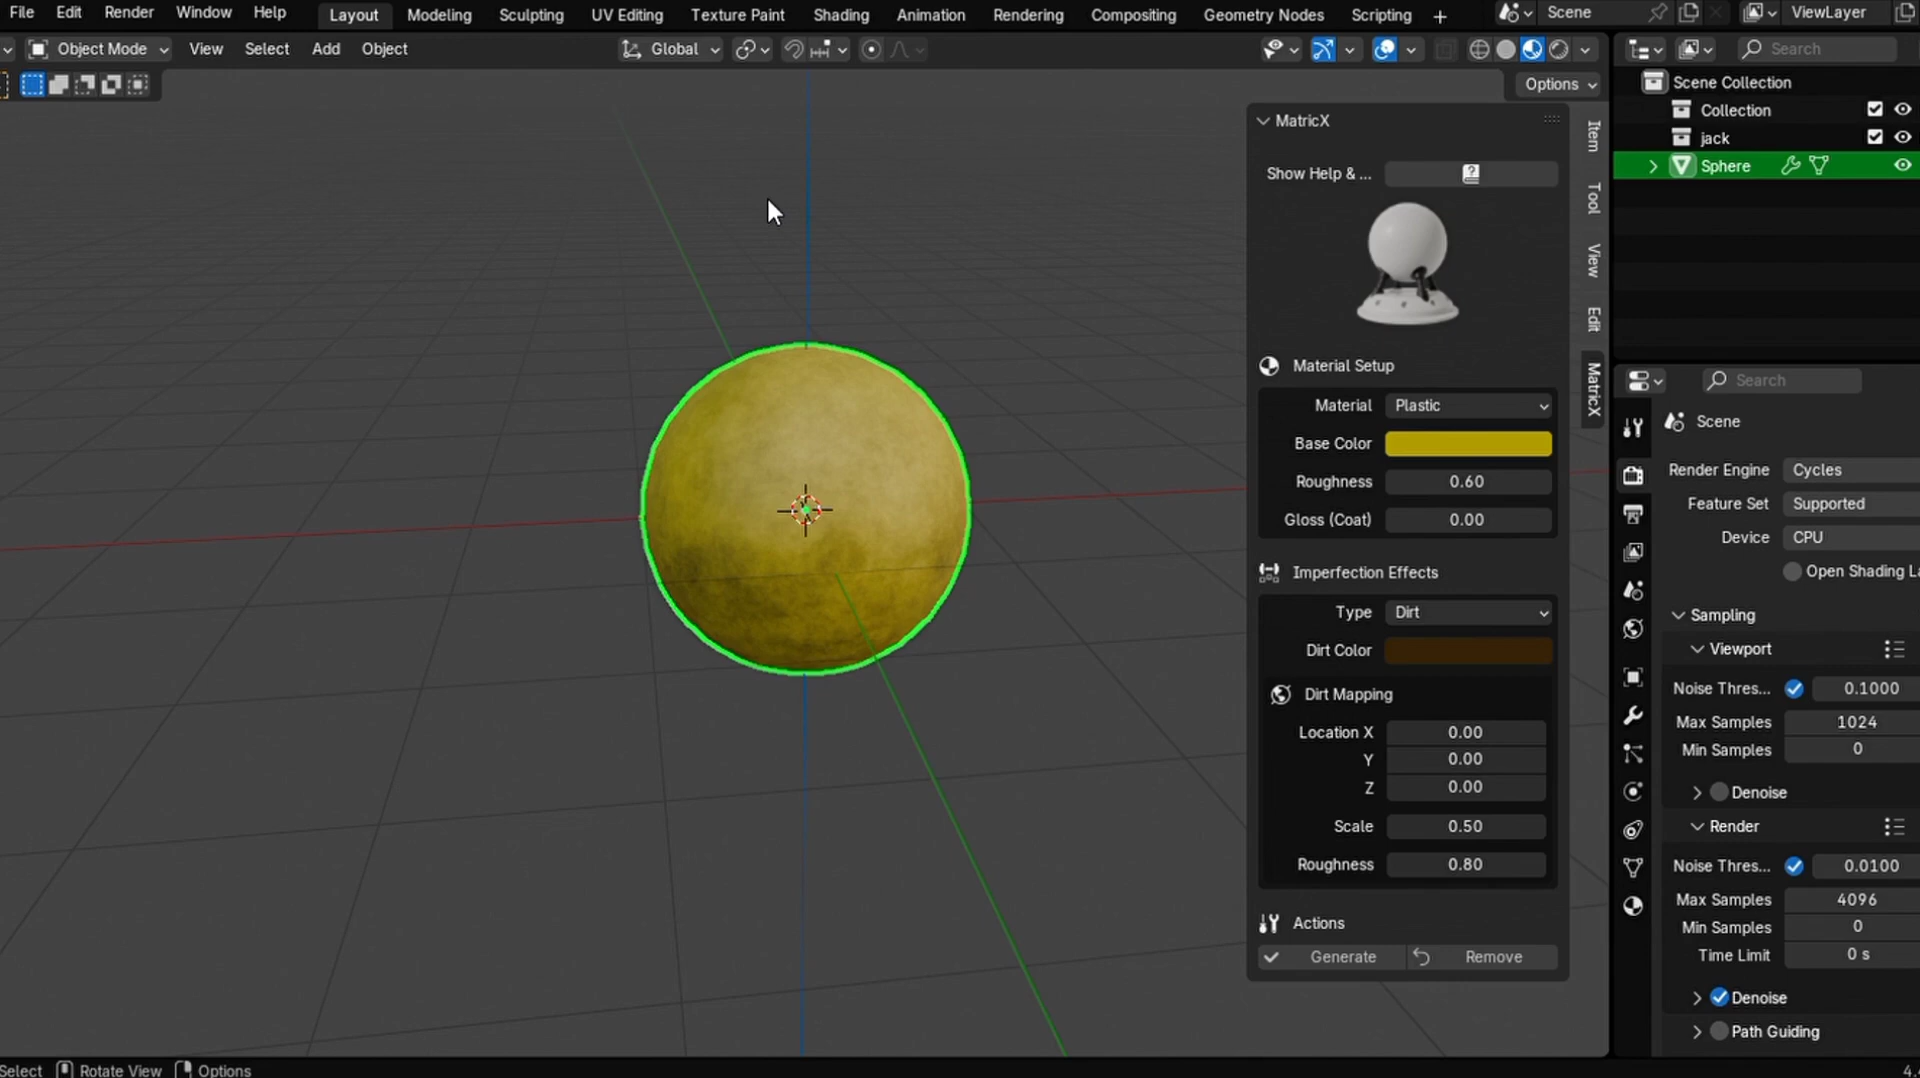 File Edit Render Window Help Layout Modeling Sculpting UV Editing Texture Paint Shading Animation Rendering Compositing Geometry Nodes Scripting + Scene ViewLayer
Object Mode View Select Add Object Global Search
Options
Scene Collection
Collection
jack
Sphere
MatricX
Show Help & ...
Material Setup
Material Plastic
Base Color
Roughness 0.60
Gloss (Coat) 0.00
Imperfection Effects
Type Dirt
Dirt Color
Dirt Mapping
Location X 0.00
Y 0.00
Z 0.00
Scale 0.50
Roughness 0.80
Actions
Generate Remove
Item
Tool
View
Edit
MatricX
Search
Scene
Render Engine Cycles
Feature Set Supported
Device CPU
Open Shading La
Sampling
Viewport
Noise Thres... 0.1000
Max Samples 1024
Min Samples 0
Denoise
Render
Noise Thres... 0.0100
Max Samples 4096
Min Samples 0
Time Limit 0 s
Denoise
Path Guiding
Select Rotate View Options 4.